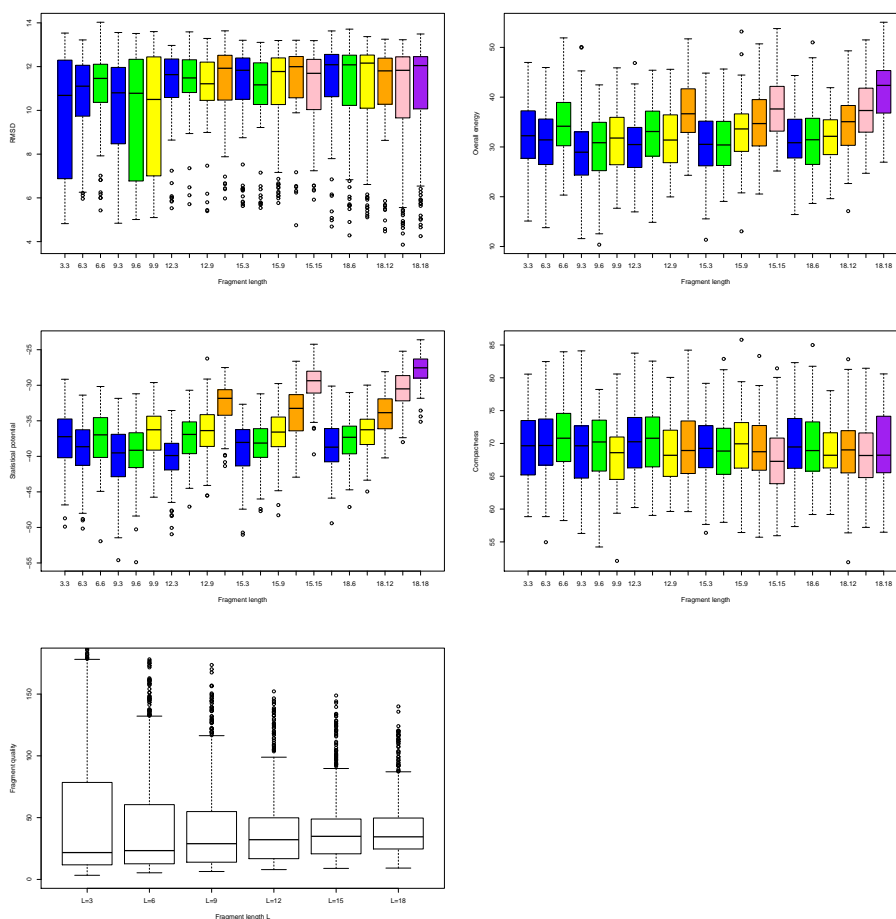 RMSD
14
12
10
8
6
4
3.3 6.3 6.6 9.3 9.6 9.9 12.3 12.9 15.3 15.9 15.15 18.6 18.12 18.18
Fragment length
Overall energy
50
40
30
20
10
3.3 6.3 6.6 9.3 9.6 9.9 12.3 12.9 15.3 15.9 15.15 18.6 18.12 18.18
Fragment length
Statistical potential
-25
-30
-35
-40
-45
-50
-55
3.3 6.3 6.6 9.3 9.6 9.9 12.3 12.9 15.3 15.9 15.15 18.6 18.12 18.18
Fragment length
Compactness
85
75
70
65
55
3.3 6.3 6.6 9.3 9.6 9.9 12.3 12.9 15.3 15.9 15.15 18.6 18.12 18.18
Fragment length
Fragment quality
150
100
50
0
L=3 L=6 L=9 L=12 L=15 L=18
Fragment length L